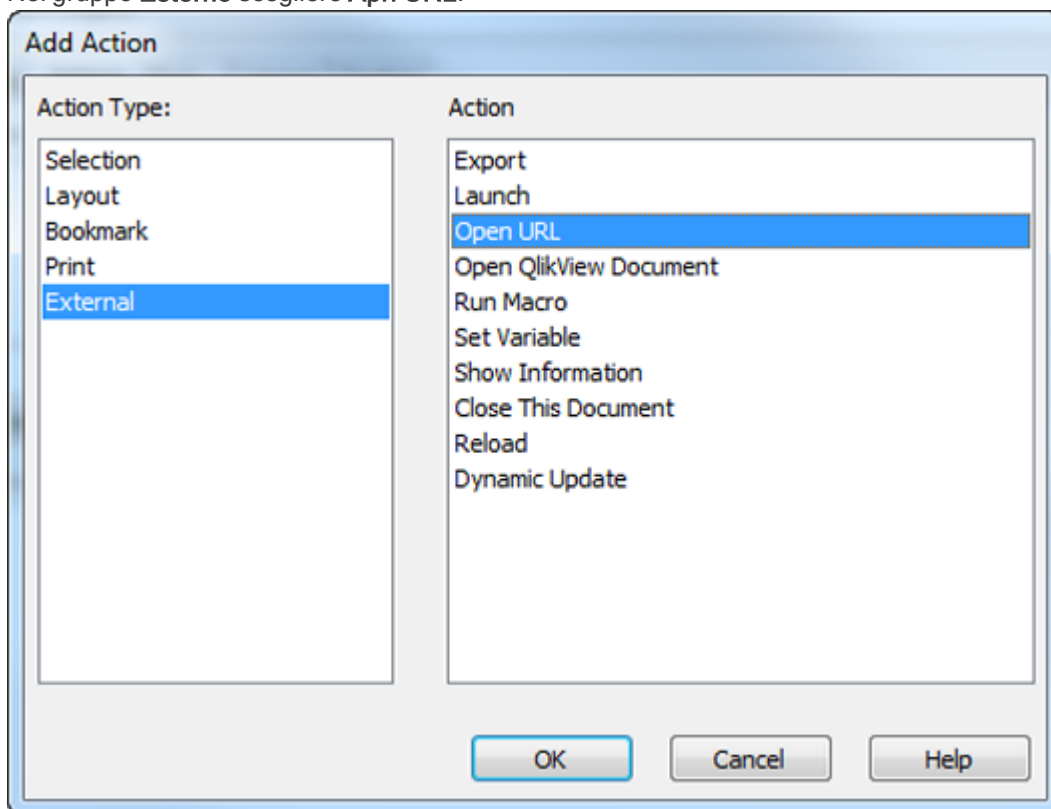 Add Action
Action Type:
Action
Selection
Layout
Bookmark
Print
External
Export
Launch
Open URL
Open QlikView Document
Run Macro
Set Variable
Show Information
Close This Document
Reload
Dynamic Update
OK
Cancel
Help